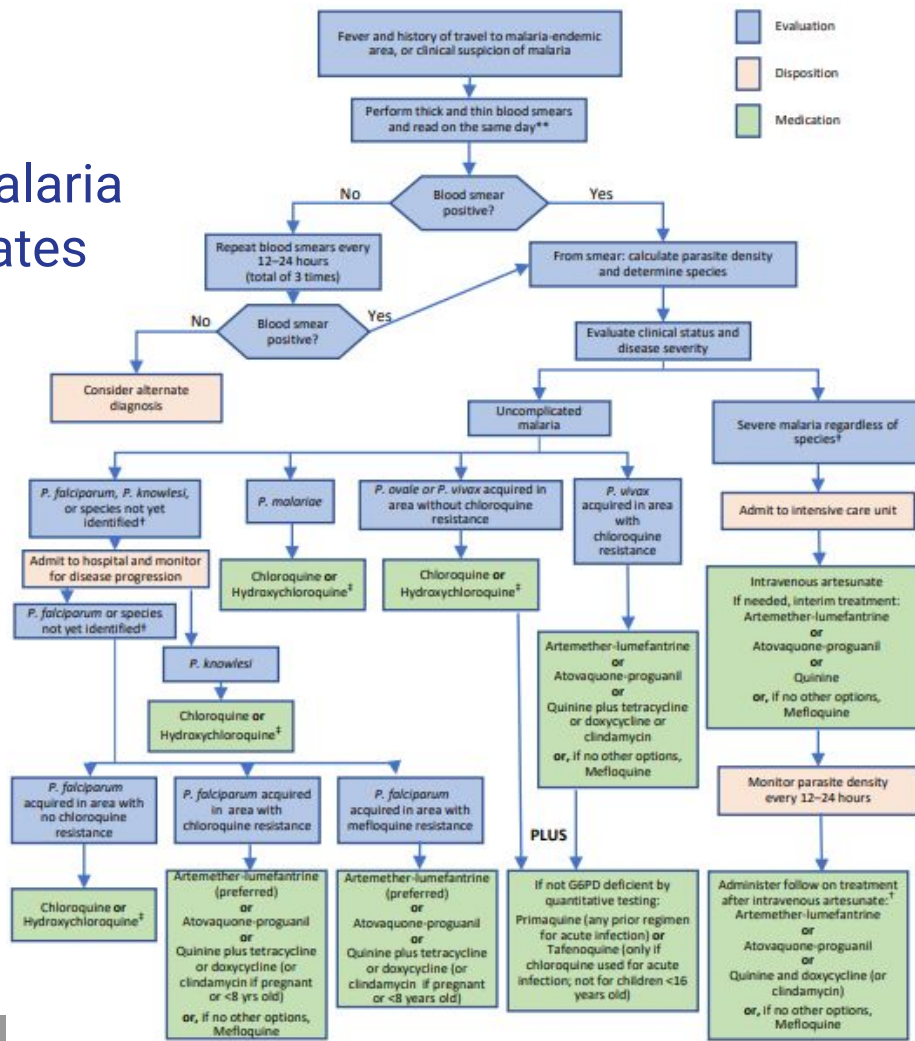 alaria
ates
Evaluation
Disposition
Medication
Fever and history of travel to malaria-endemic
area, or clinical suspicion of malaria
Perform thick and thin blood smears
and read on the same day**
Blood smear
positive?
No
Yes
Repeat blood smears every
12–24 hours
(total of 3 times)
From smear: calculate parasite density
and determine species
Blood smear
positive?
No
Yes
Evaluate clinical status and
disease severity
Consider alternate
diagnosis
Uncomplicated
malaria
Severe malaria regardless of
species†
P. falciparum, P. knowlesi,
or species not yet
identified†
P. malariae
P. ovale or P. vivax acquired in
area without chloroquine
resistance
P. vivax
acquired in area
with
chloroquine
resistance
Admit to intensive care unit
Admit to hospital and monitor
for disease progression
Chloroquine or
Hydroxychloroquine‡
Chloroquine or
Hydroxychloroquine‡
Intravenous artesunate
If needed, interim treatment:
Artemether-lumefantrine
or
Atovaquone-proguanil
or
Quinine
or, if no other options,
Mefloquine
P. falciparum or species
not yet identified‡
P. knowlesi
Chloroquine or
Hydroxychloroquine‡
Artemether-lumefantrine
or
Atovaquone-proguanil
or
Quinine plus tetracycline
or doxycycline or
clindamycin
or, if no other options,
Mefloquine
Monitor parasite density
every 12–24 hours
P. falciparum
acquired in area with
no chloroquine
resistance
P. falciparum acquired
in area with
chloroquine resistance
P. falciparum
acquired in area with
mefloquine resistance
PLUS
Chloroquine or
Hydroxychloroquine‡
Artemether-lumefantrine
(preferred)
or
Atovaquone-proguanil
or
Quinine plus tetracycline
or doxycycline (or
clindamycin if pregnant
or <8 yrs old)
or, if no other options,
Mefloquine
Artemether-lumefantrine
(preferred)
or
Atovaquone-proguanil
or
Quinine plus tetracycline
or doxycycline (or
clindamycin if pregnant
or <8 years old)
If not G6PD deficient by
quantitative testing:
Primaquine (any prior regimen
for acute infection) or
Tafenoquine (only if
chloroquine used for acute
infection; not for children <16
years old)
Administer follow on treatment
after intravenous artesunate:†
Artemether-lumefantrine
or
Atovaquone-proguanil
or
Quinine and doxycycline (or
clindamycin)
or, if no other options,
Mefloquine